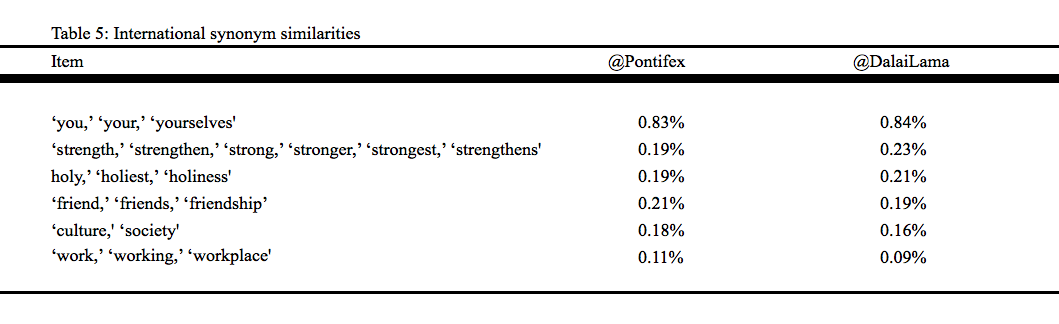 Table 5: International synonym similarities
Item @Pontifex @DalaiLama
‘you,’ ‘your,’ ‘yourselves' 0.83% 0.84%
‘strength,’ ‘strengthen,’ ‘strong,’ ‘stronger,’ ‘strongest,’ ‘strengthens' 0.19% 0.23%
holy,’ ‘holiest,’ ‘holiness' 0.19% 0.21%
‘friend,’ ‘friends,’ ‘friendship’ 0.21% 0.19%
‘culture,' ‘society' 0.18% 0.16%
‘work,’ ‘working,’ ‘workplace' 0.11% 0.09%